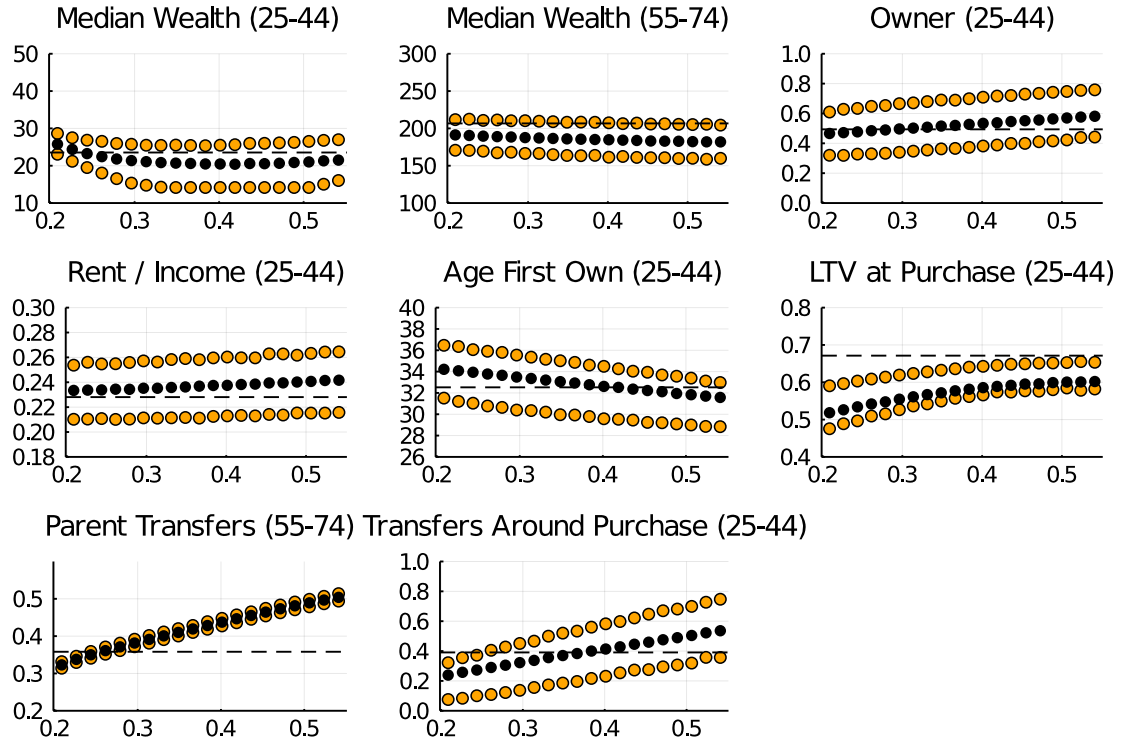 Median Wealth (25-44) Median Wealth (55-74) Owner (25-44)
50 300 1.0
40 250 0.8
30 200 0.6
20 150 0.4
10 100 0.2
0.0
0.2 0.3 0.4 0.5 0.2 0.3 0.4 0.5 0.2 0.3 0.4 0.5
Rent / Income (25-44) Age First Own (25-44) LTV at Purchase (25-44)
0.30 40 0.8
0.28 38 0.7
0.26 36 0.6
0.24 34 0.5
0.22 32 0.4
0.20 30
0.18 28
26
0.2 0.3 0.4 0.5 0.2 0.3 0.4 0.5 0.2 0.3 0.4 0.5
Parent Transfers (55-74) Transfers Around Purchase (25-44)
0.5 1.0
0.4 0.8
0.3 0.6
0.2 0.4
0.2
0.0
0.2 0.3 0.4 0.5 0.2 0.3 0.4 0.5